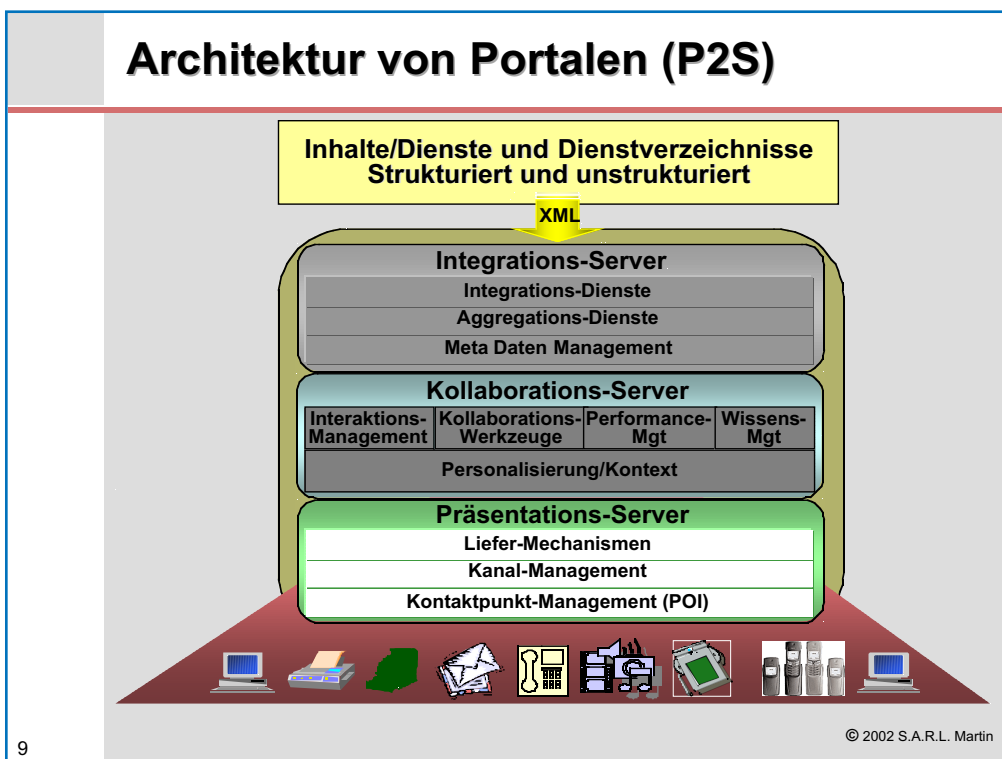 Architektur von Portalen (P2S)
Inhalte/Dienste und Dienstverzeichnisse
Strukturiert und unstrukturiert
XML
Integrations-Server
Integrations-Dienste
Aggregations-Dienste
Meta Daten Management
Kollaborations-Server
Interaktions-
Management
Kollaborations-
Werkzeuge
Performance-
Mgt
Wissens-
Mgt
Personalisierung/Kontext
Präsentations-Server
Liefer-Mechanismen
Kanal-Management
Kontaktpunkt-Management (POI)
9
© 2002 S.A.R.L. Martin